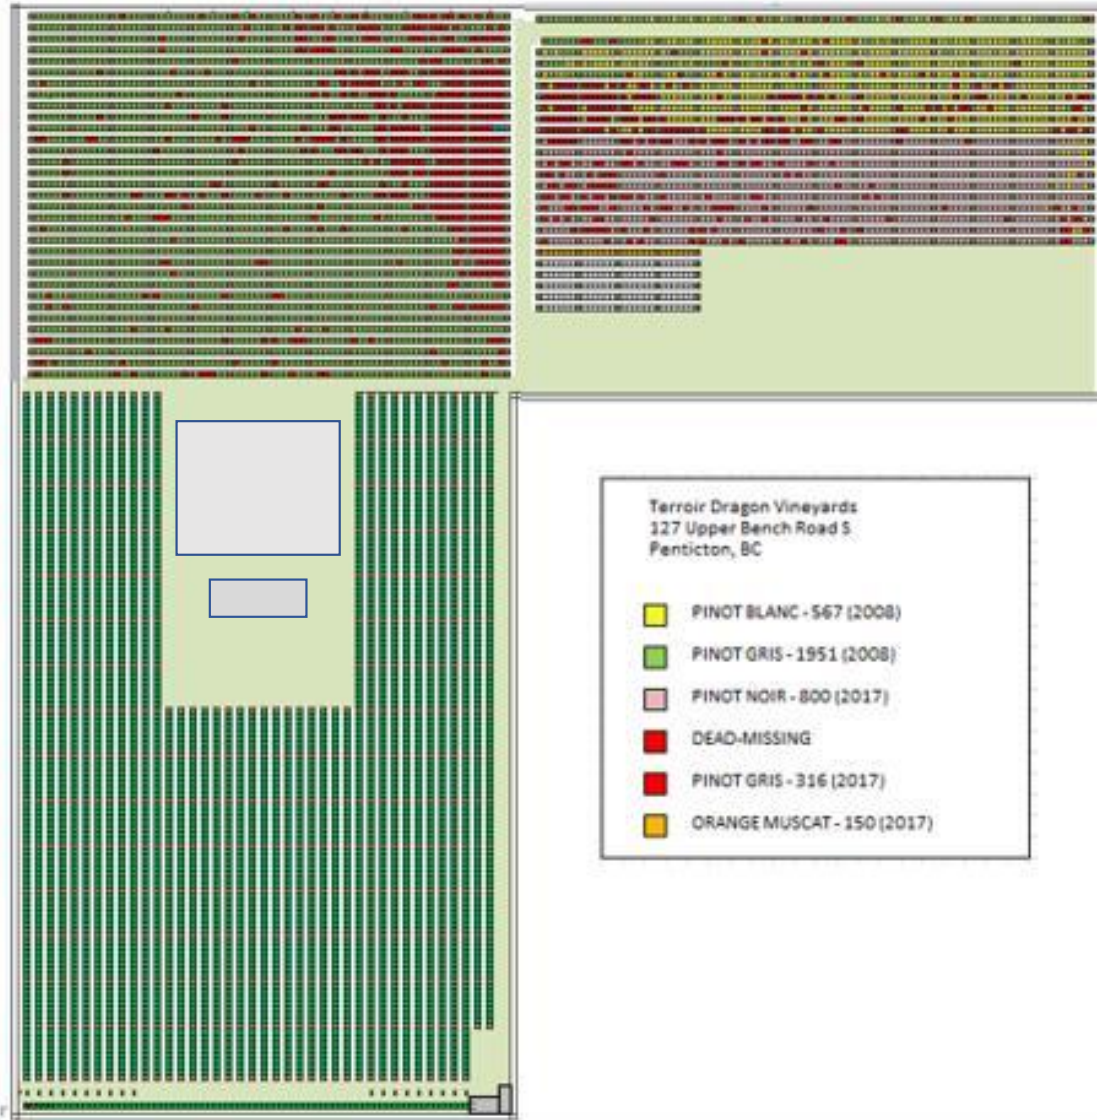 Terroir Dragon Vineyards
127 Upper Bench Road S
Penticton, BC
PINOT BLANC - 567 (2008)
PINOT GRIS - 1951 (2008)
PINOT NOIR - 800 (2017)
DEAD-MISSING
PINOT GRIS - 316 (2017)
ORANGE MUSCAT - 150 (2017)
r